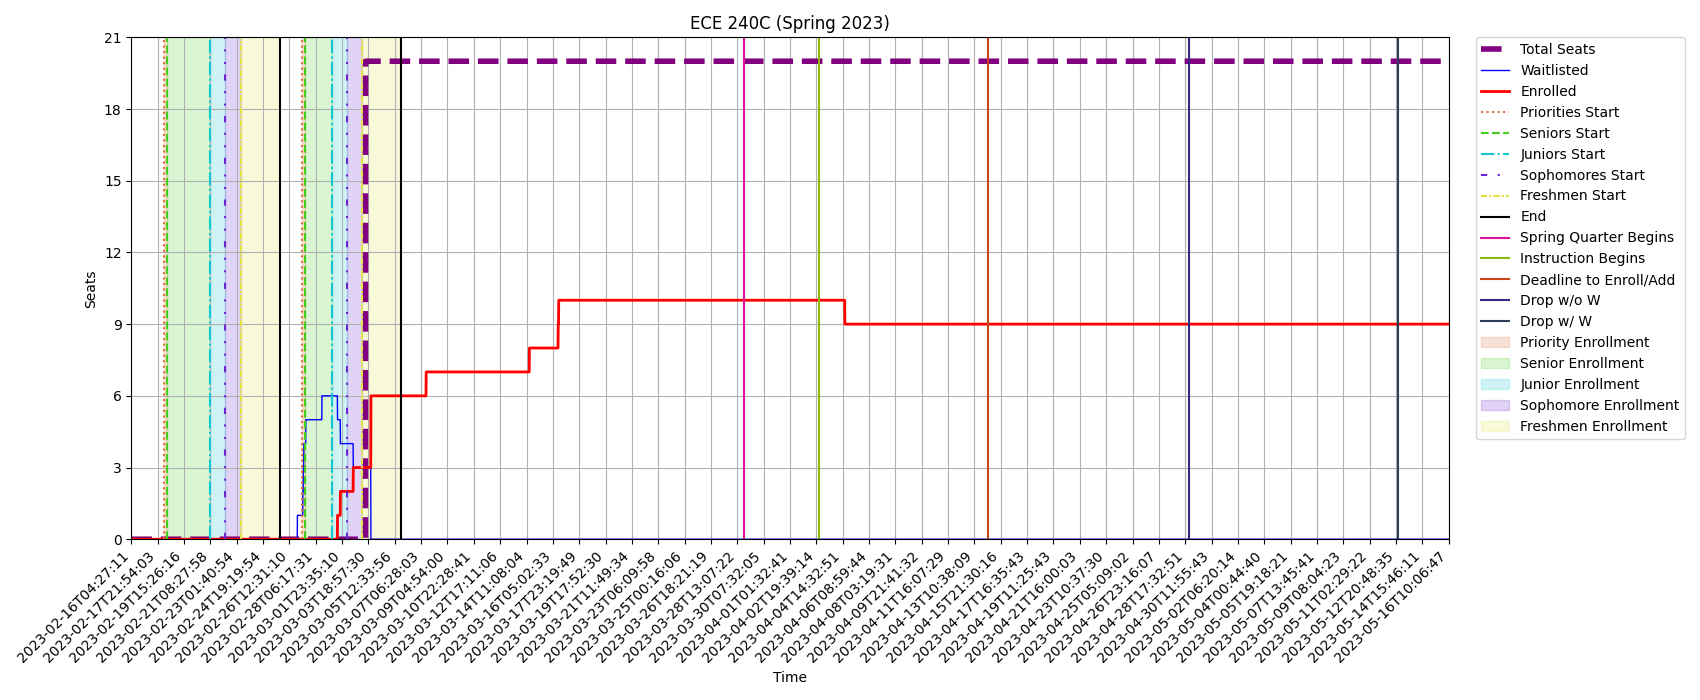 ECE 240C (Spring 2023)
Seats
21
18
15
12
9
6
3
0
Total Seats
Waitlisted
Enrolled
Priorities Start
Seniors Start
Juniors Start
Sophomores Start
Freshmen Start
End
Spring Quarter Begins
Instruction Begins
Deadline to Enroll/Add
Drop w/o W
Drop w/ W
Priority Enrollment
Senior Enrollment
Junior Enrollment
Sophomore Enrollment
Freshmen Enrollment
2023-02-16T04:27:11
2023-02-17T21:54:03
2023-02-19T15:26:16
2023-02-21T08:27:58
2023-02-23T01:40:54
2023-02-24T19:19:54
2023-02-26T12:31:10
2023-02-28T06:17:31
2023-03-01T23:35:10
2023-03-03T18:57:30
2023-03-05T12:33:56
2023-03-07T06:28:03
2023-03-09T04:54:00
2023-03-10T22:28:41
2023-03-12T17:11:06
2023-03-14T11:08:04
2023-03-16T05:02:33
2023-03-17T23:19:49
2023-03-19T17:52:30
2023-03-21T11:49:34
2023-03-23T06:09:58
2023-03-25T00:16:06
2023-03-26T18:21:19
2023-03-28T13:07:22
2023-03-30T07:32:05
2023-04-01T01:32:41
2023-04-02T19:39:14
2023-04-04T14:32:51
2023-04-06T08:59:44
2023-04-08T03:19:31
2023-04-09T21:41:32
2023-04-11T16:07:29
2023-04-13T10:38:09
2023-04-15T21:30:16
2023-04-17T16:35:43
2023-04-19T11:25:43
2023-04-21T16:00:03
2023-04-23T10:37:30
2023-04-25T05:09:02
2023-04-26T23:16:07
2023-04-28T17:32:51
2023-04-30T11:55:43
2023-05-02T06:20:14
2023-05-04T00:44:40
2023-05-05T19:18:21
2023-05-07T13:45:41
2023-05-09T08:04:23
2023-05-11T02:29:22
2023-05-12T20:48:35
2023-05-14T15:46:11
2023-05-16T10:06:47
Time